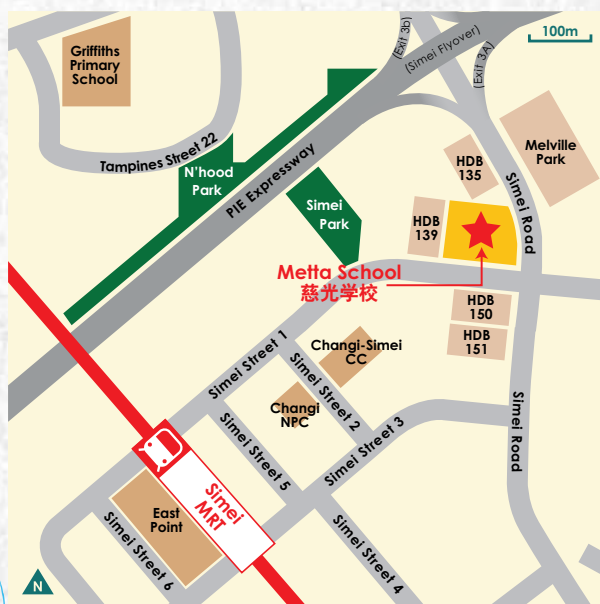 Griffiths
Primary
School
(Exit 3b)
(Simei Flyover)
(Exit 3A)
100m
Tampines Street 22
N'hood
Park
PIE Expressway
Simei
Park
HDB
135
Melville
Park
HDB
139
Simei Road
Metta School
慈光学校
HDB
150
HDB
151
Simei Street 1
Changi-Simei
CC
Simei Street 2
Changi
NPC
Simei Street 3
Simei Road
Simei Street 5
Simei
MRT
East
Point
Simei Street 6
Simei Street 4
N